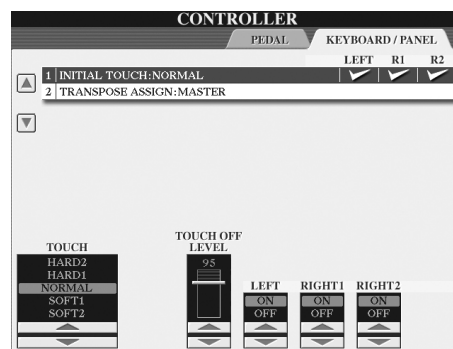 CONTROLLER
PEDAL KEYBOARD / PANEL
LEFT R1 R2
1 INITIAL TOUCH:NORMAL
2 TRANSPOSE ASSIGN:MASTER
TOUCH
HARD2
HARD1
NORMAL
SOFT1
SOFT2
TOUCH OFF
LEVEL
95
LEFT RIGHT1 RIGHT2
ON ON ON
OFF OFF OFF